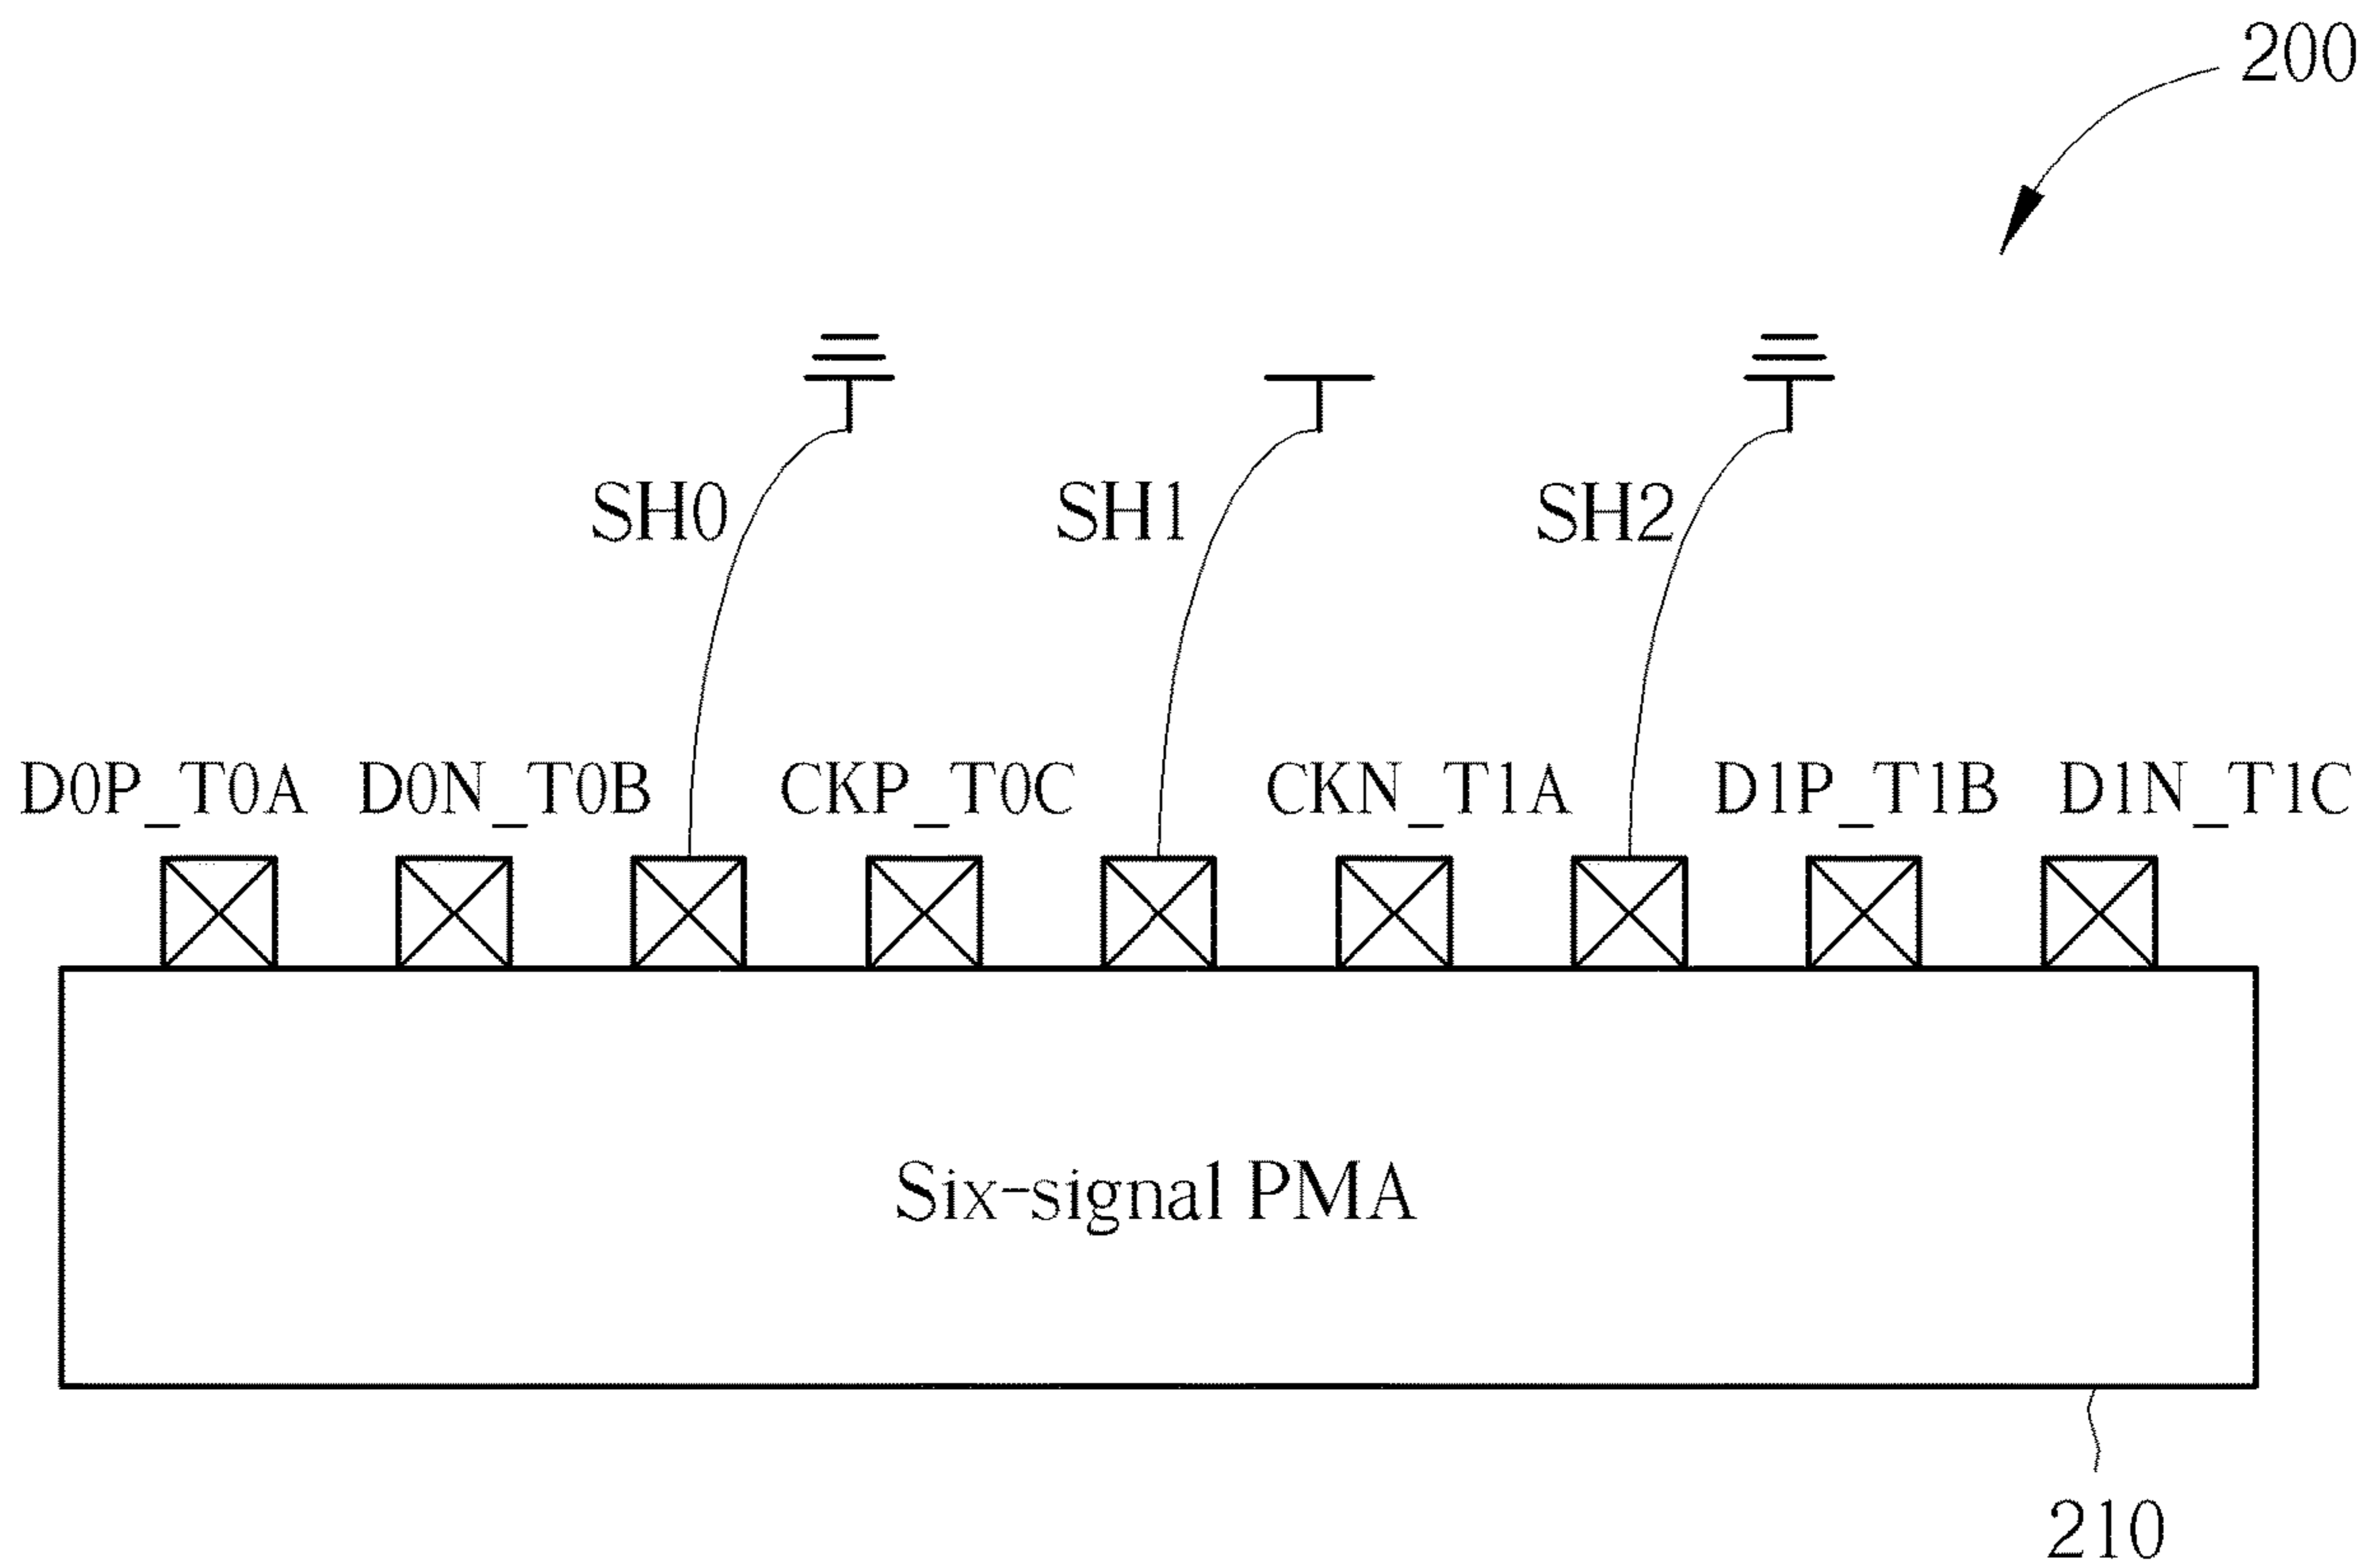 200
SH0 SH1 SH2
D0P_T0A D0N_T0B CKP_T0C CKN_T1A D1P_T1B D1N_T1C
Six-signal PMA
210